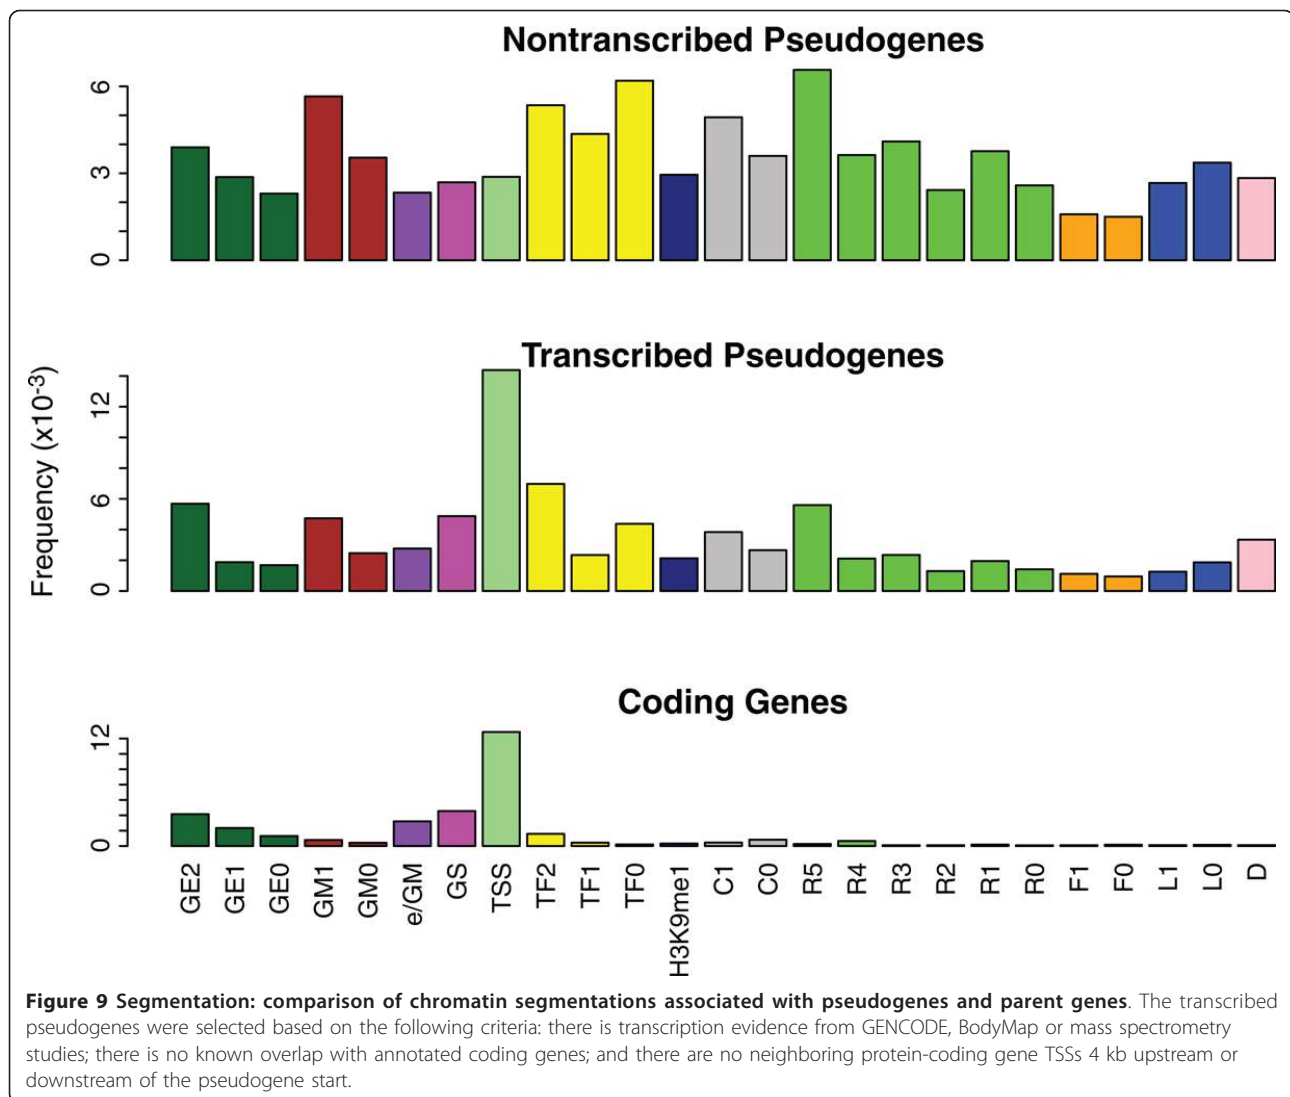 Nontranscribed Pseudogenes
6
3
0
Transcribed Pseudogenes
Frequency (x10-3)
12
6
0
Coding Genes
12
0
GE2 GE1 GE0 GM1 GM0 e/GM GS TSS TF2 TF1 TF0 H3K9me1 C1 C0 R5 R4 R3 R2 R1 R0 F1 F0 L1 L0 D
Figure 9 Segmentation: comparison of chromatin segmentations associated with pseudogenes and parent genes. The transcribed
pseudogenes were selected based on the following criteria: there is transcription evidence from GENCODE, BodyMap or mass spectrometry
studies; there is no known overlap with annotated coding genes; and there are no neighboring protein-coding gene TSSs 4 kb upstream or
downstream of the pseudogene start.